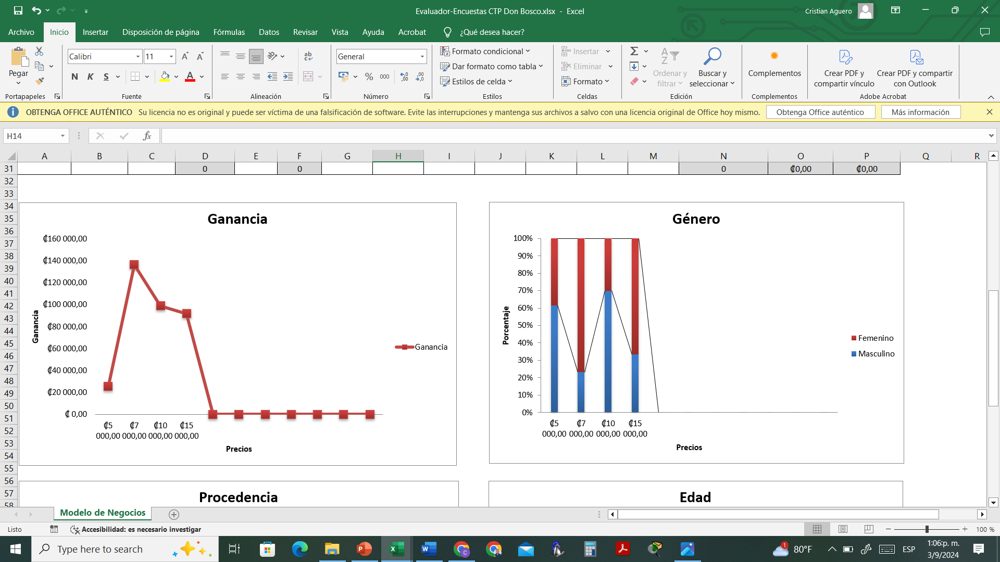 Evaluador-Encuestas CTP Don Bosco.xlsx - Excel
Cristian Aguero
Archivo Inicio Insertar Disposición de página Fórmulas Datos Revisar Vista Ayuda Acrobat ¿Qué desea hacer?
Pegar
Calibri 11
N K S
General
% 000
Formato condicional
Dar formato como tabla
Estilos de celda
Insertar
Eliminar
Formato
Ordenar y filtrar
Buscar y seleccionar
Complementos
Crear PDF y compartir vínculo
Crear PDF y compartir con Outlook
Portapapeles Fuente Alineación Número Estilos Celdas Edición Complementos Adobe Acrobat
OBTENGA OFFICE AUTÉNTICO Su licencia no es original y puede ser víctima de una falsificación de software. Evite las interrupciones y mantenga sus archivos a salvo con una licencia original de Office hoy mismo. Obtenga Office auténtico Más información
H14 fx
A B C D E F G H I J K L M N O P Q R
31 0 0 0 ₡0,00 ₡0,00
32
33
34
35
36
37
38
39
40
41
42
43
44
45
46
47
48
49
50
51
52
53
54
55
56
57
58
Ganancia
₡160 000,00
₡140 000,00
₡120 000,00
₡100 000,00
₡80 000,00
₡60 000,00
₡40 000,00
₡20 000,00
₡ 0,00
Ganancia
₡5 000,00 ₡7 000,00 ₡10 000,00 ₡15 000,00
Precios
Ganancia
Género
100%
90%
80%
70%
60%
50%
40%
30%
20%
10%
0%
Porcentaje
₡5 000,00 ₡7 000,00 ₡10 000,00 ₡15 000,00
Precios
Femenino
Masculino
Procedencia
Edad
Modelo de Negocios
Listo Accesibilidad: es necesario investigar 100 %
Type here to search
1 80°F ESP 1:06:p. m.
3/9/2024